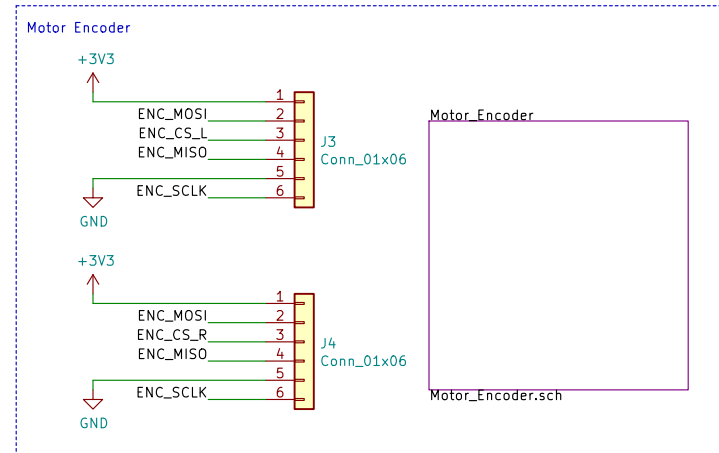 Motor Encoder
+3V3
1
ENC_MOSI 2
ENC_CS_L 3
ENC_MISO 4
5
ENC_SCLK 6
GND
J3
Conn_01x06
+3V3
1
ENC_MOSI 2
ENC_CS_R 3
ENC_MISO 4
5
ENC_SCLK 6
GND
J4
Conn_01x06
Motor_Encoder
Motor_Encoder.sch